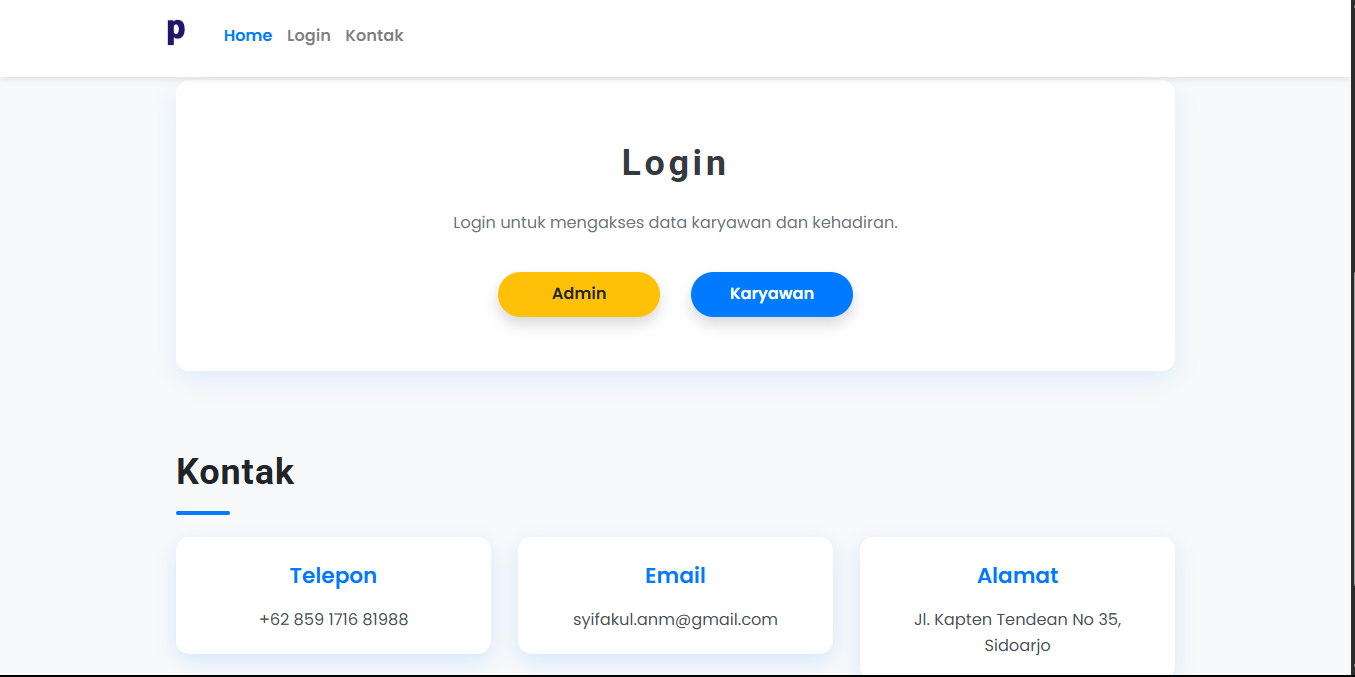 p
Home Login Kontak
Login
Login untuk mengakses data karyawan dan kehadiran.
Admin Karyawan
Kontak
Telepon
+62 859 1716 81988
Email
syifakul.anm@gmail.com
Alamat
Jl. Kapten Tendean No 35,
Sidoarjo